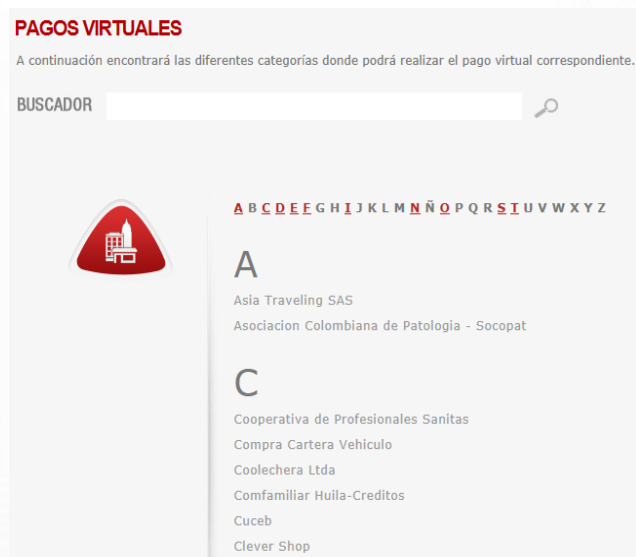 PAGOS VIRTUALES
A continuación encontrará las diferentes categorías donde podrá realizar el pago virtual correspondiente.
BUSCADOR
A B C D E F G H I J K L M N Ñ O P Q R S T U V W X Y Z
A
Asia Traveling SAS
Asociacion Colombiana de Patologia - Socopat
C
Cooperativa de Profesionales Sanitas
Compra Cartera Vehiculo
Coolechera Ltda
Comfamiliar Huila-Creditos
Cuceb
Clever Shop